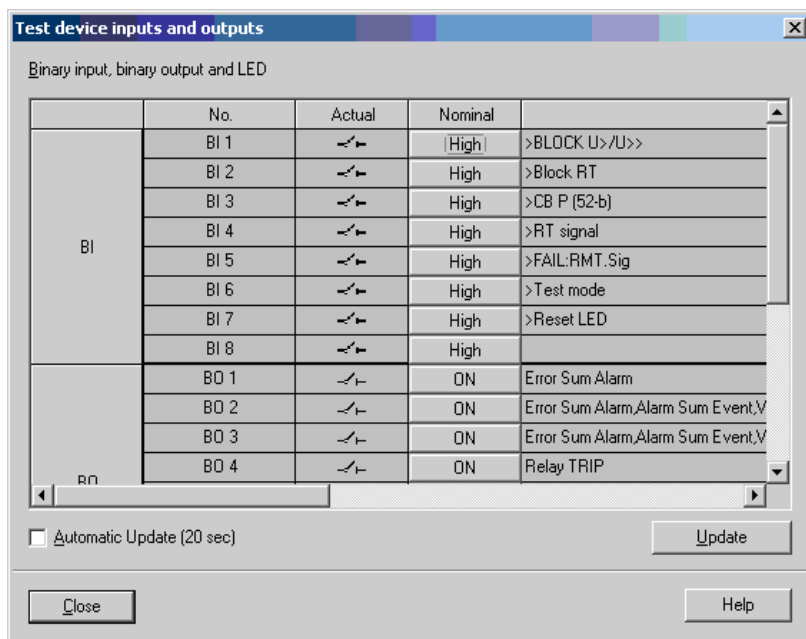 Test device inputs and outputs
Binary input, binary output and LED
No. Actual Nominal
BI
BI 1 High >BLOCK U>/U>>
BI 2 High >Block RT
BI 3 High >CB P (52-b)
BI 4 High >RT signal
BI 5 High >FAIL:RMT.Sig
BI 6 High >Test mode
BI 7 High >Reset LED
BI 8 High
BO 1 ON Error Sum Alarm
BO 2 ON Error Sum Alarm,Alarm Sum Event,V
BO 3 ON Error Sum Alarm,Alarm Sum Event,V
BO 4 ON Relay TRIP
BO
Automatic Update (20 sec) Update
Close Help